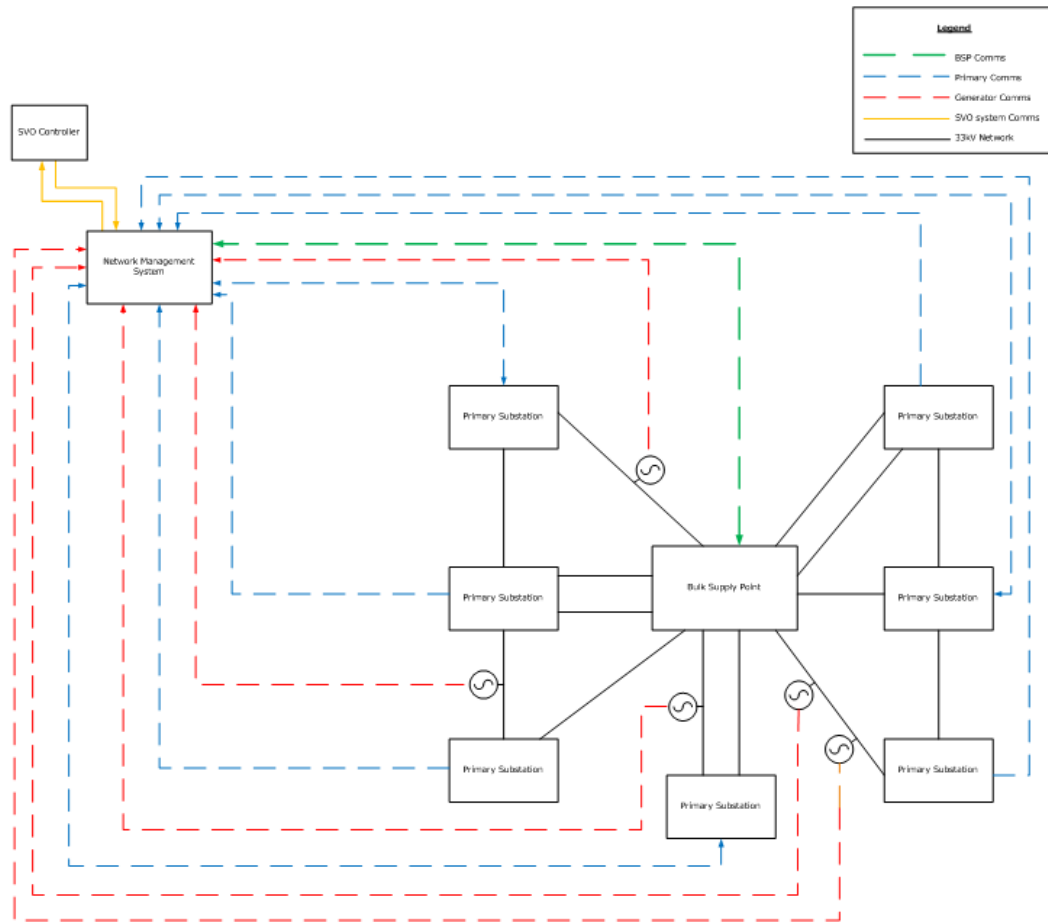 Legend
BSP Comms
Primary Comms
Generator Comms
SVO system Comms
33kV Network
SVO Controller
Network Management
System
Primary Substation
Primary Substation
Primary Substation
Bulk Supply Point
Primary Substation
Primary Substation
Primary Substation
Primary Substation